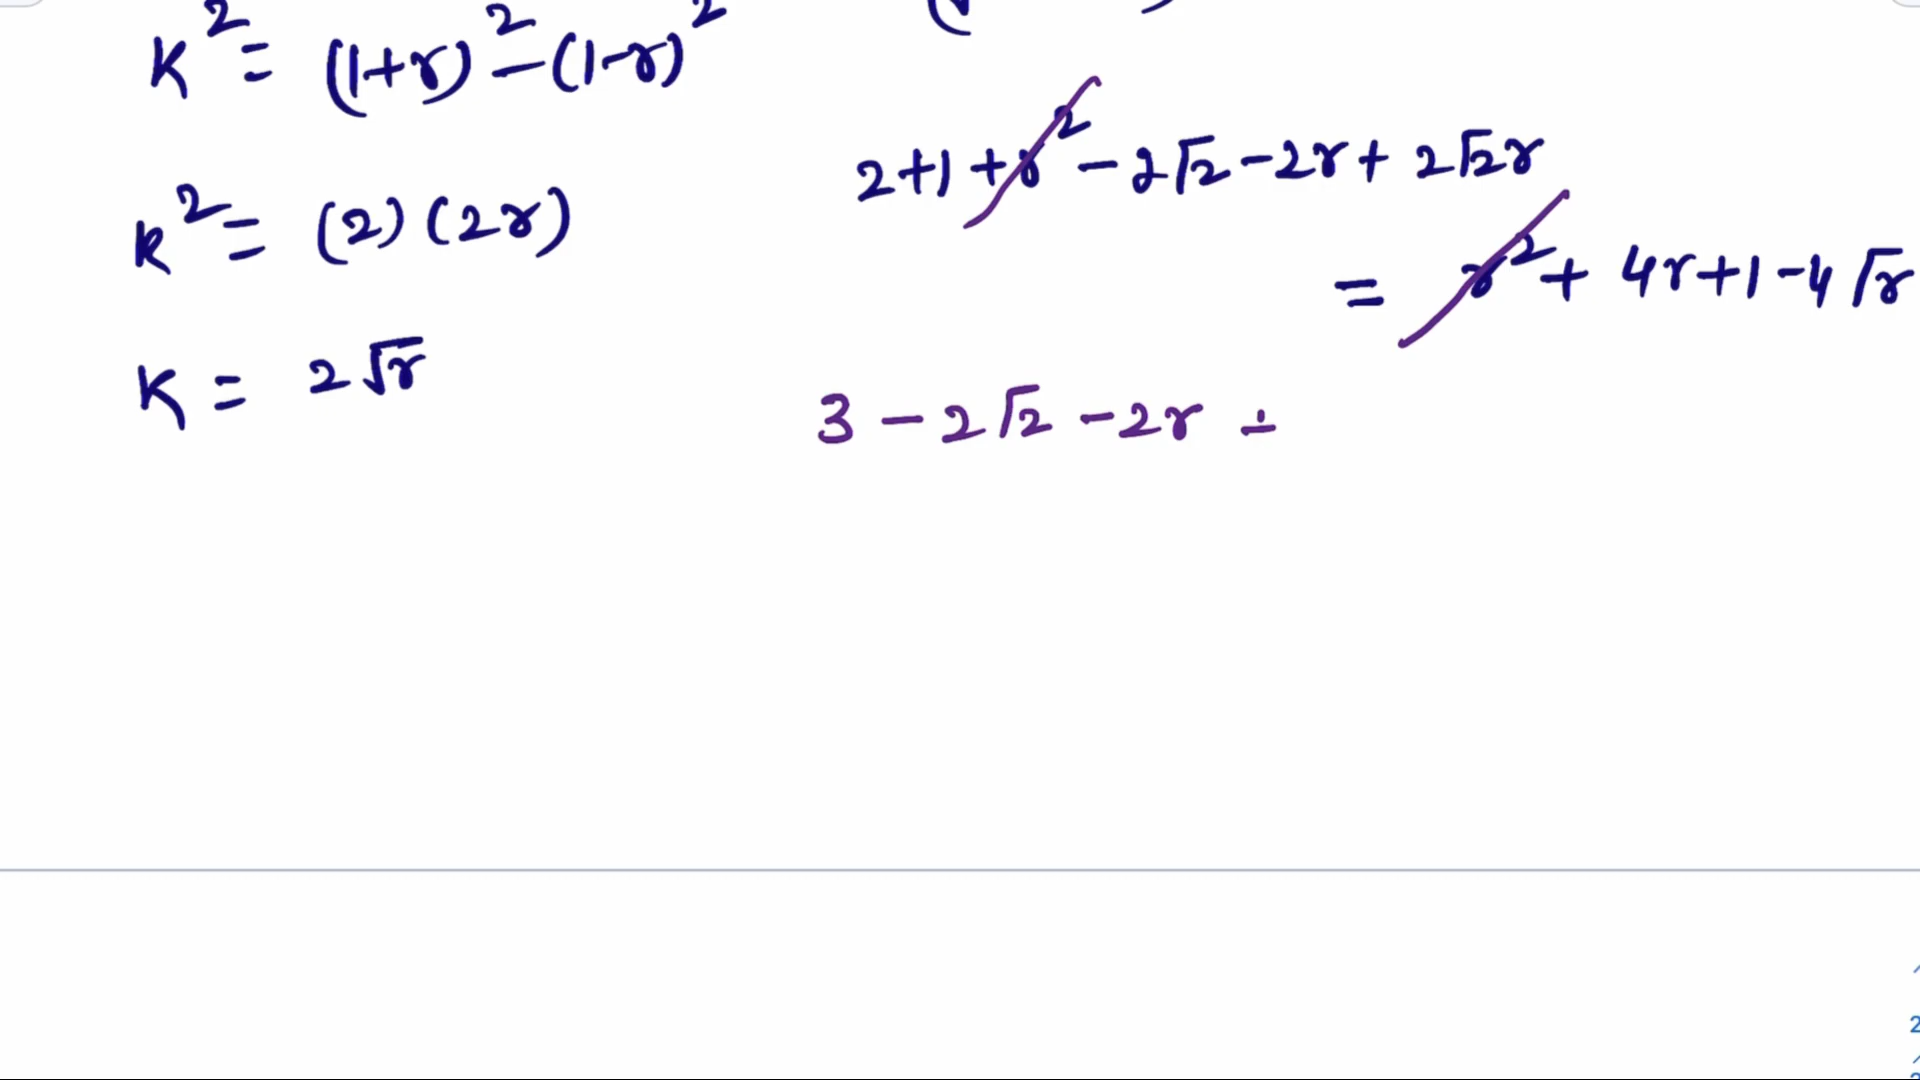 K² = (1+r)² − (1−r)²
K² = (2) (2r)
K = 2√r
2+1+r² − 2√2 − 2r + 2√2r
= r² + 4r + 1 − 4√r
3 − 2√2 − 2r +